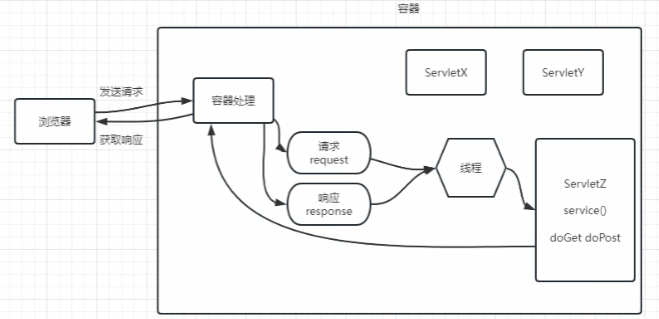 容器
ServletX
ServletY
发送请求
容器处理
浏览器
获取响应
请求
request
响应
response
线程
ServletZ
service()
doGet doPost